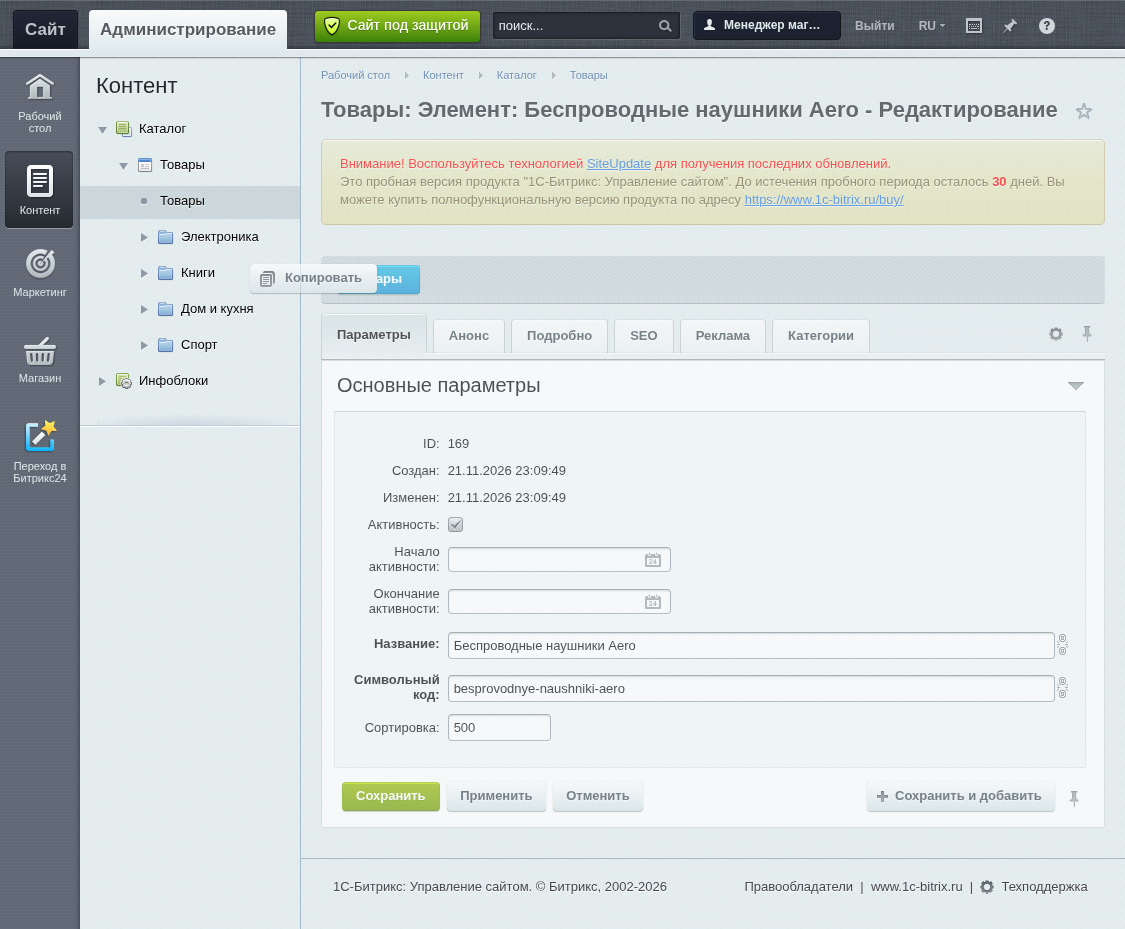 Сайт
Администрирование
Сайт под защитой
поиск...
Менеджер маг…
Выйти
RU
Рабочий стол
Контент
Маркетинг
Магазин
Переход в Битрикс24
Контент
Каталог
Товары
Товары
Электроника
Книги
Дом и кухня
Спорт
Инфоблоки
Рабочий стол
Контент
Каталог
Товары
Товары: Элемент: Беспроводные наушники Aero - Редактирование
Внимание! Воспользуйтесь технологией SiteUpdate для получения последних обновлений.
Это пробная версия продукта "1С-Битрикс: Управление сайтом". До истечения пробного периода осталось 30 дней. Вы
можете купить полнофункциональную версию продукта по адресу https://www.1c-bitrix.ru/buy/
Копировать
Параметры
Анонс
Подробно
SEO
Реклама
Категории
Основные параметры
ID: 169
Создан: 21.11.2026 23:09:49
Изменен: 21.11.2026 23:09:49
Активность:
Начало
активности:
24
Окончание
активности:
24
Название: Беспроводные наушники Aero
Символьный
код: besprovodnye-naushniki-aero
Сортировка: 500
Сохранить
Применить
Отменить
Сохранить и добавить
1С-Битрикс: Управление сайтом. © Битрикс, 2002-2026
Правообладатели | www.1c-bitrix.ru | Техподдержка